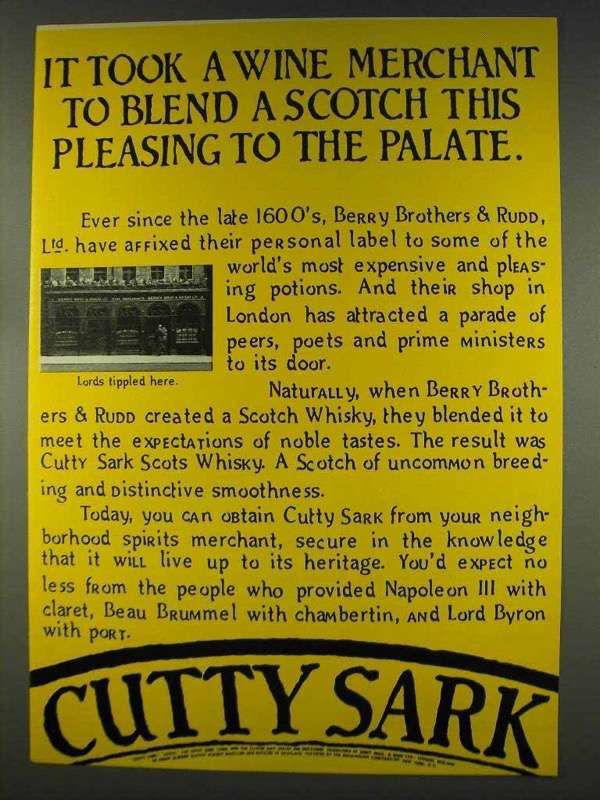 IT TOOK A WINE MERCHANT
TO BLEND A SCOTCH THIS
PLEASING TO THE PALATE.
Ever since the late 1600's, Berry Brothers & Rudd,
Ltd. have affixed their personal label to some of the
world's most expensive and pleas-
ing potions. And their shop in
London has attracted a parade of
peers, poets and prime ministers
to its door.
Lords tippled here.
Naturally, when Berry Broth-
ers & Rudd created a Scotch Whisky, they blended it to
meet the expectations of noble tastes. The result was
Cutty Sark Scots Whisky. A Scotch of uncommon breed-
ing and distinctive smoothness.
Today, you can obtain Cutty Sark from your neigh-
borhood spirits merchant, secure in the knowledge
that it will live up to its heritage. You'd expect no
less from the people who provided Napoleon III with
claret, Beau Brummel with chambertin, and Lord Byron
with port.
CUTTY SARK